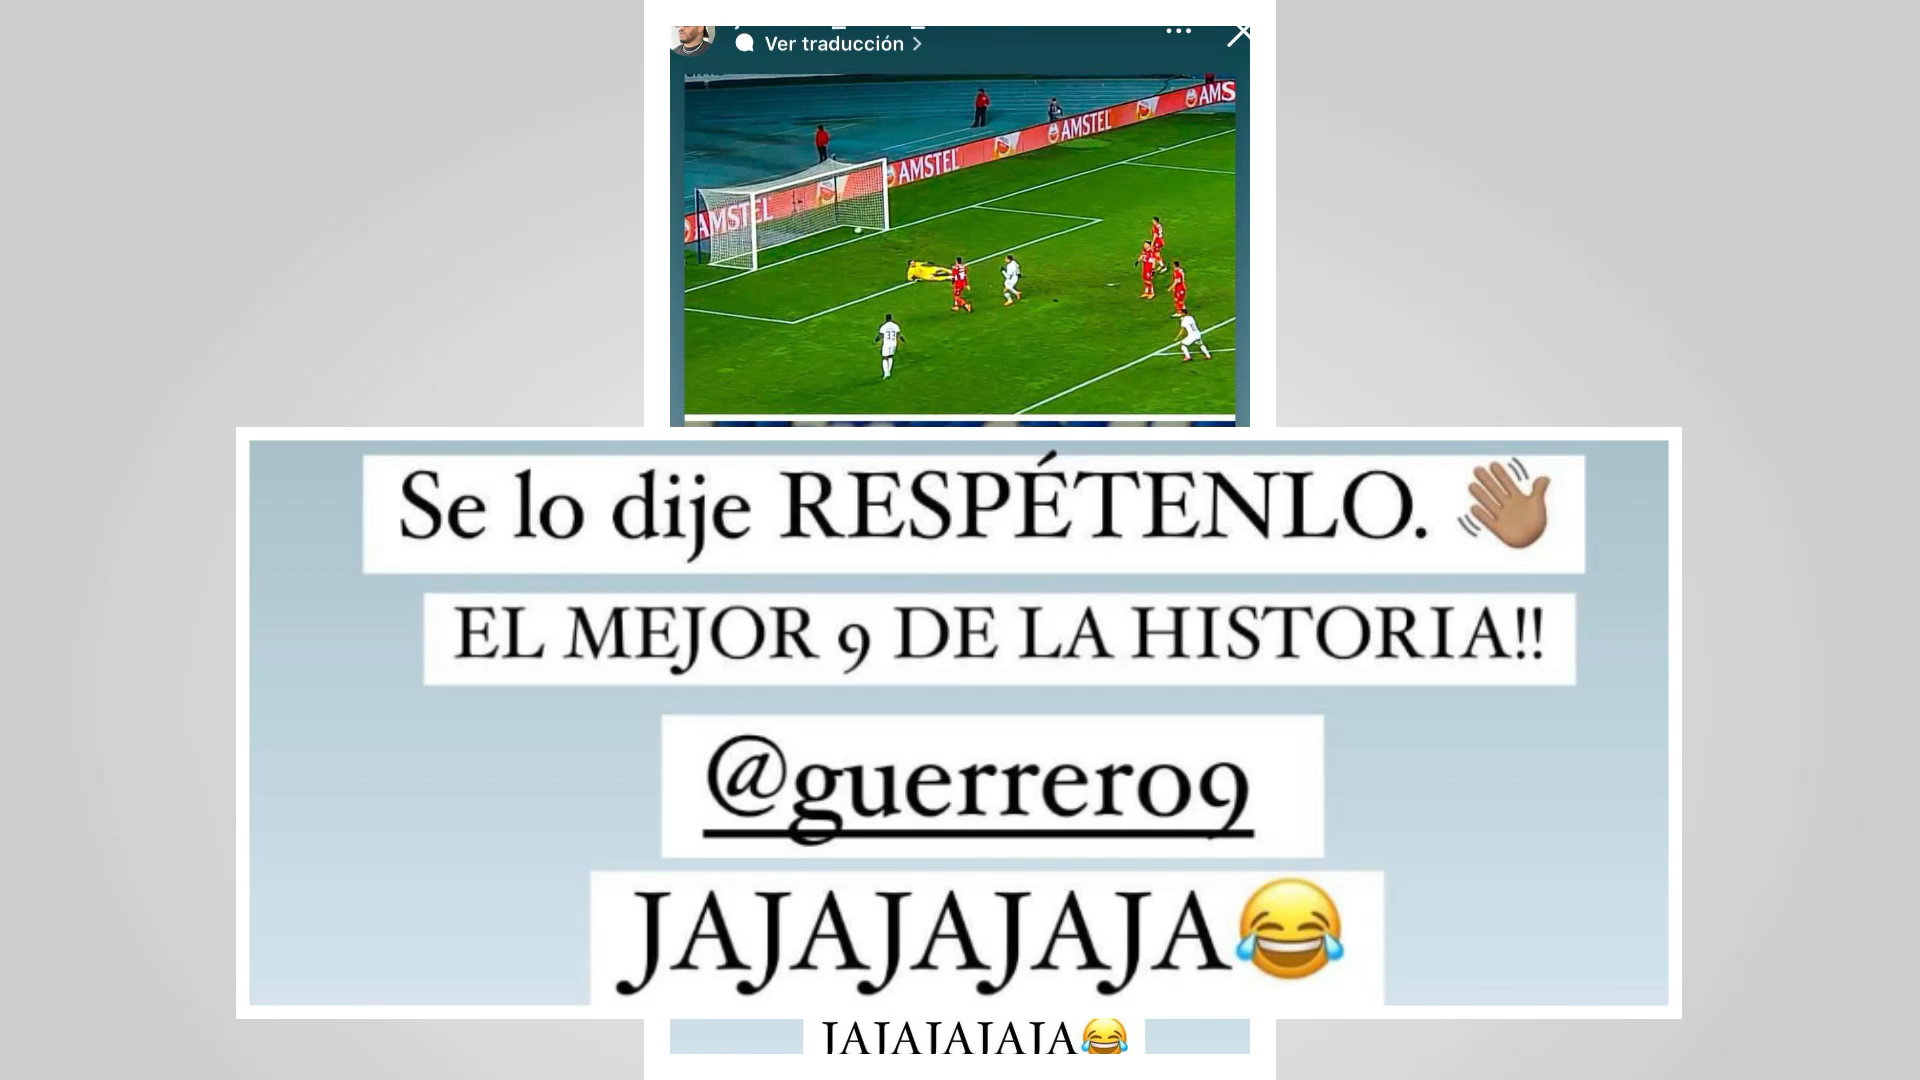 Ver traducción >
AMS
AMSTEL
AMSTEL
AMSTEL
33
Se lo dije RESPÉTENLO. 👋🏽
EL MEJOR 9 DE LA HISTORIA!!
@guerrero9
JAJAJAJAJA😂
JAJAJAJAJA😂